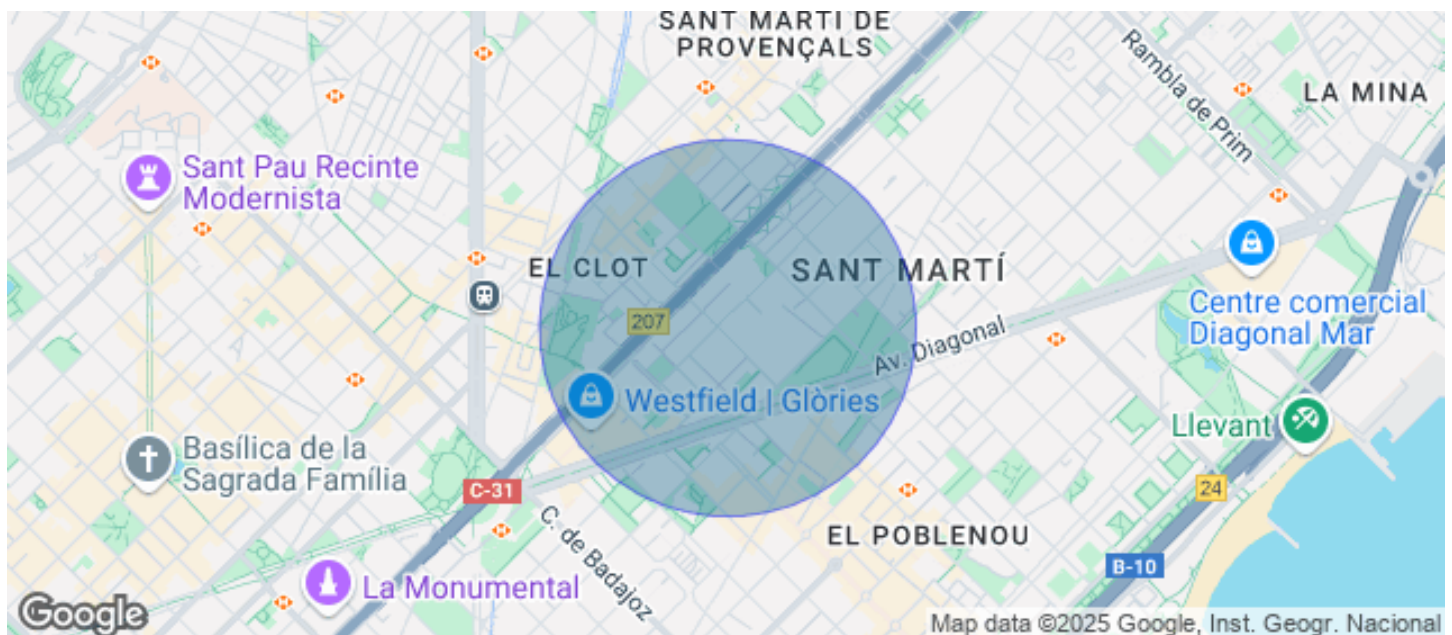 SANT MARTÍ DE
PROVENÇALS
Rambla de Prim
LA MINA
Sant Pau Recinte
Modernista
EL CLOT
SANT MARTÍ
207
Centre comercial
Diagonal Mar
Av. Diagonal
Westfield | Glòries
Llevant
Basílica de la
Sagrada Família
C-31
24
C. de Badajoz
EL POBLENOU
B-10
La Monumental
Google
Map data ©2025 Google, Inst. Geogr. Nacional